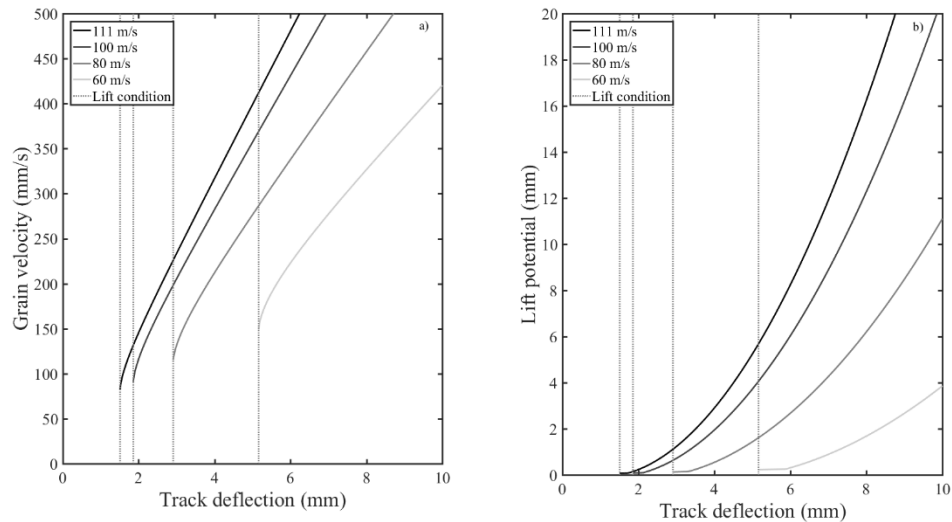 500
450
400
350
300
250
200
150
100
50
0
Grain velocity (mm/s)
111 m/s
100 m/s
80 m/s
60 m/s
Lift condition
a)
0 2 4 6 8 10
Track deflection (mm)
20
18
16
14
12
10
8
6
4
2
0
Lift potential (mm)
111 m/s
100 m/s
80 m/s
60 m/s
Lift condition
b)
0 2 4 6 8 10
Track deflection (mm)